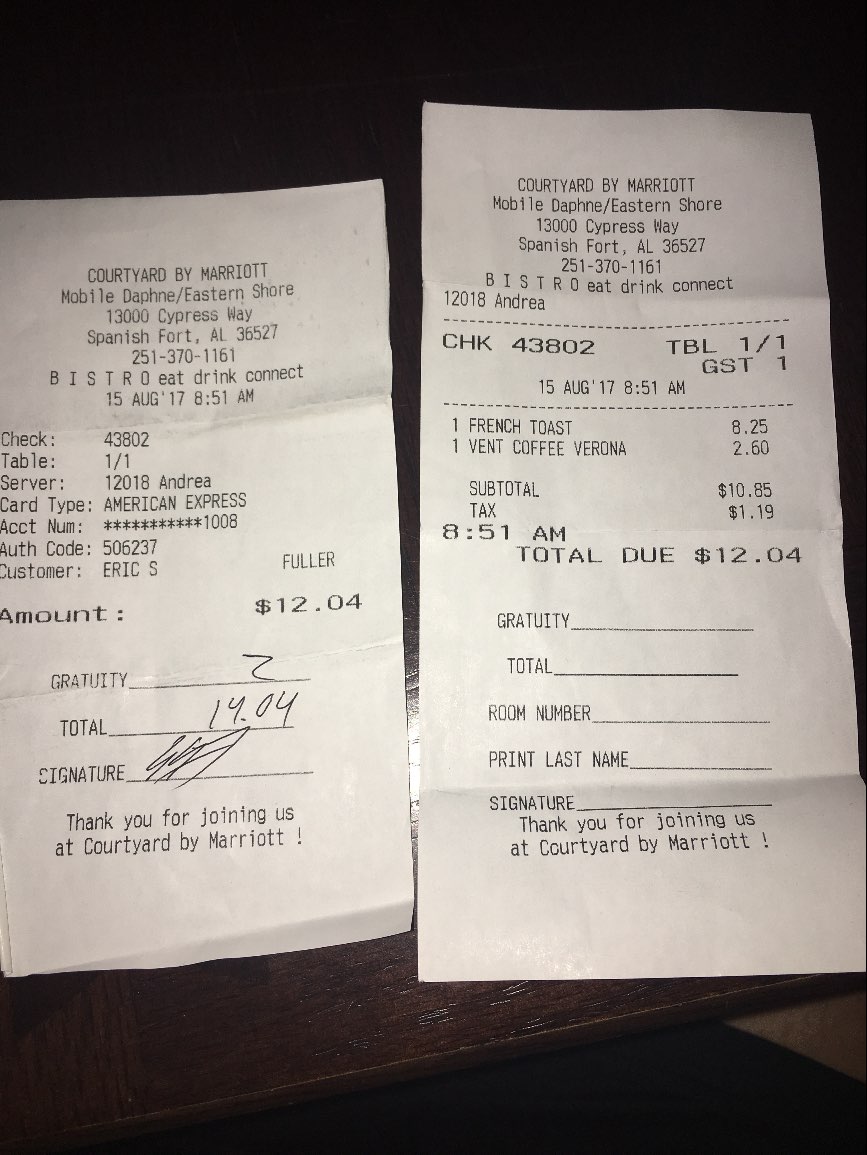 COURTYARD BY MARRIOTT
Mobile Daphne/Eastern Shore
13000 Cypress Way
Spanish Fort, AL 36527
251-370-1161
B I S T R O eat drink connect
15 AUG'17 8:51 AM
Check: 43802
Table: 1/1
Server: 12018 Andrea
Card Type: AMERICAN EXPRESS
Acct Num: ***********1008
Auth Code: 506237
Customer: ERIC S FULLER
Amount: $12.04
GRATUITY 2
TOTAL 14.04
SIGNATURE
Thank you for joining us
at Courtyard by Marriott !
COURTYARD BY MARRIOTT
Mobile Daphne/Eastern Shore
13000 Cypress Way
Spanish Fort, AL 36527
251-370-1161
B I S T R O eat drink connect
12018 Andrea
CHK 43802 TBL 1/1
GST 1
15 AUG'17 8:51 AM
1 FRENCH TOAST 8.25
1 VENT COFFEE VERONA 2.60
SUBTOTAL $10.85
TAX $1.19
8:51 AM
TOTAL DUE $12.04
GRATUITY
TOTAL
ROOM NUMBER
PRINT LAST NAME
SIGNATURE
Thank you for joining us
at Courtyard by Marriott !